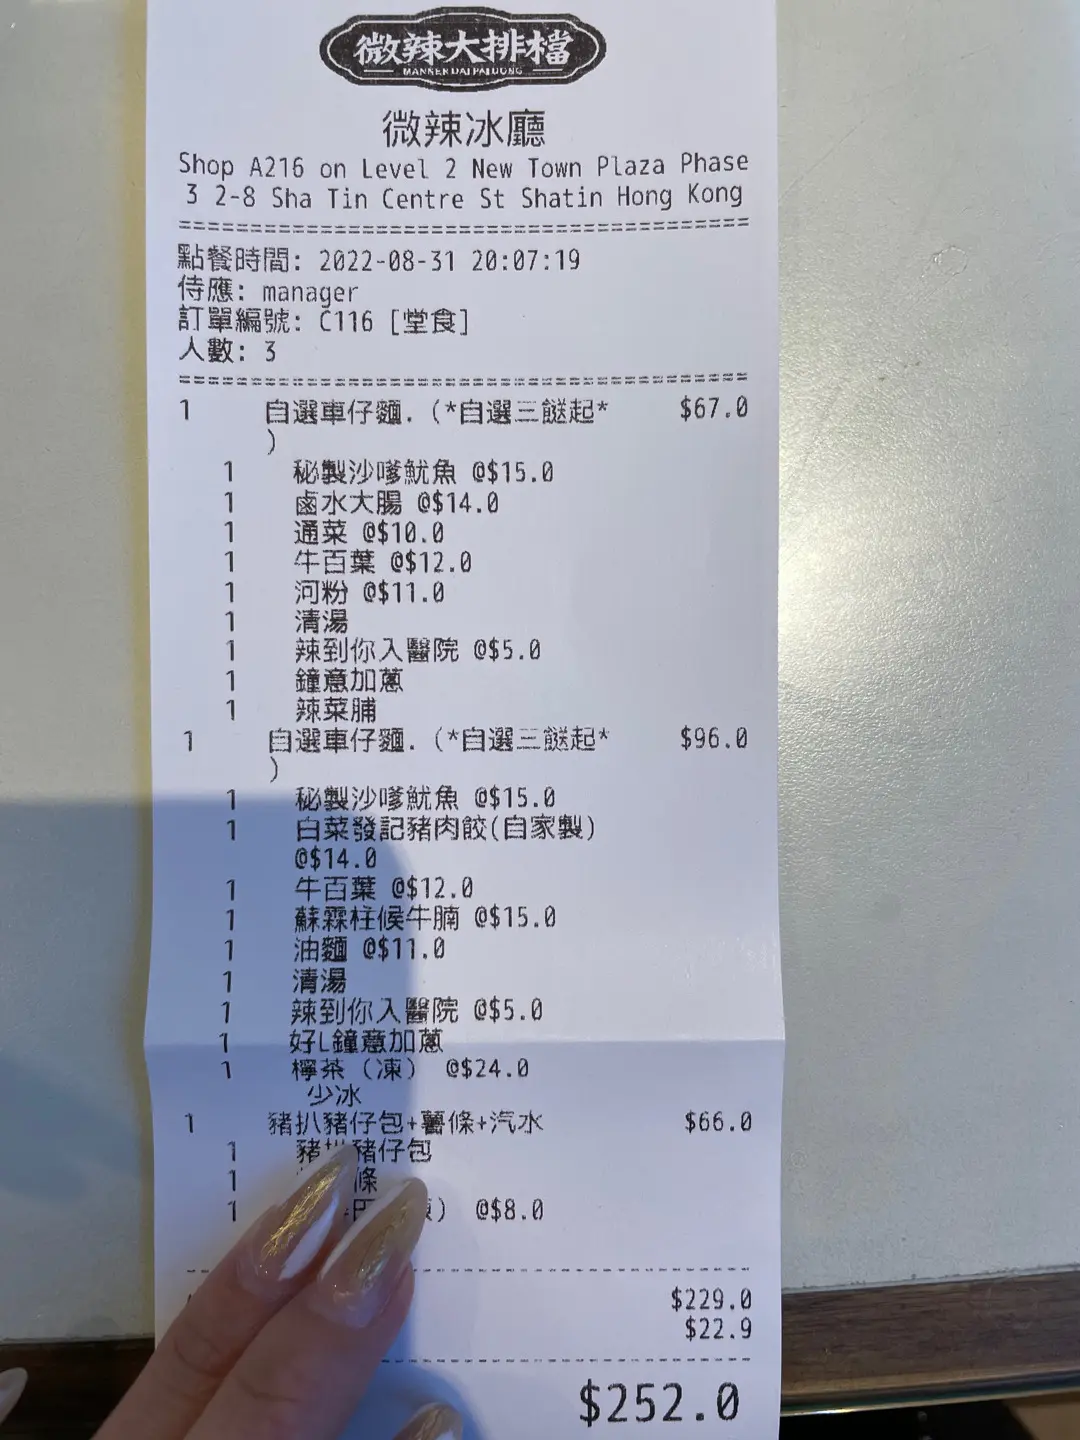 微辣大排檔
MANNER DAI PAI DONG
微辣冰廳
Shop A216 on Level 2 New Town Plaza Phase
3 2-8 Sha Tin Centre St Shatin Hong Kong
點餐時間: 2022-08-31 20:07:19
侍應: manager
訂單編號: C116 [堂食]
人數: 3
1 自選車仔麵. (*自選三餸起* $67.0
)
1 秘製沙嗲魷魚 @$15.0
1 鹵水大腸 @$14.0
1 通菜 @$10.0
1 牛百葉 @$12.0
1 河粉 @$11.0
1 清湯
1 辣到你入醫院 @$5.0
1 鐘意加蔥
1 辣菜脯
1 自選車仔麵. (*自選三餸起* $96.0
)
1 秘製沙嗲魷魚 @$15.0
1 白菜發記豬肉餃(自家製)
@$14.0
1 牛百葉 @$12.0
1 蘇霖柱候牛腩 @$15.0
1 油麵 @$11.0
1 清湯
1 辣到你入醫院 @$5.0
1 好L鐘意加蔥
1 檸茶 (凍) @$24.0
少冰
1 豬扒豬仔包+薯條+汽水 $66.0
1 豬扒豬仔包
1 條
1 ) @$8.0
$229.0
$22.9
$252.0